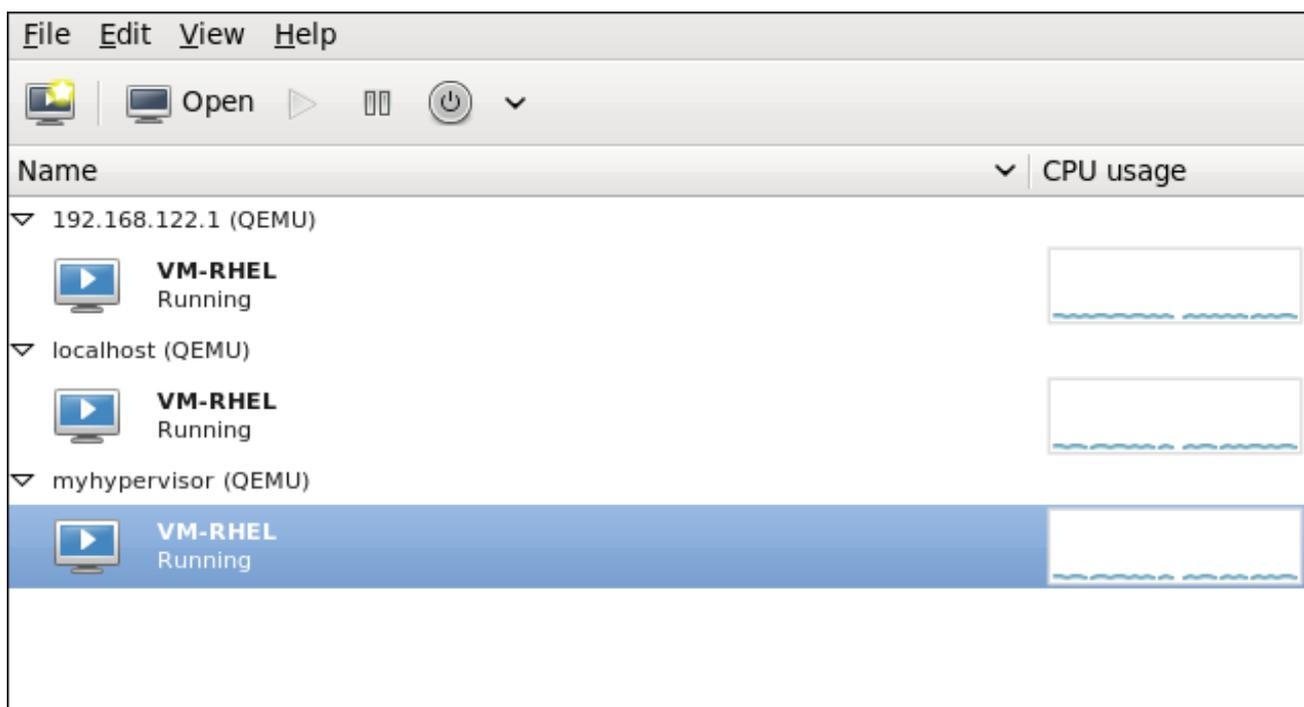 File Edit View Help
Open
Name CPU usage
192.168.122.1 (QEMU)
VM-RHEL
Running
localhost (QEMU)
VM-RHEL
Running
myhypervisor (QEMU)
VM-RHEL
Running